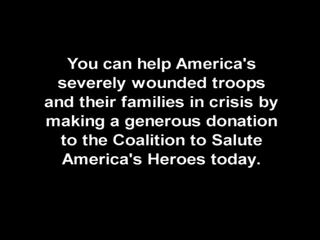 You can help America's
severely wounded troops
and their families in crisis by
making a generous donation
to the Coalition to Salute
America's Heroes today.